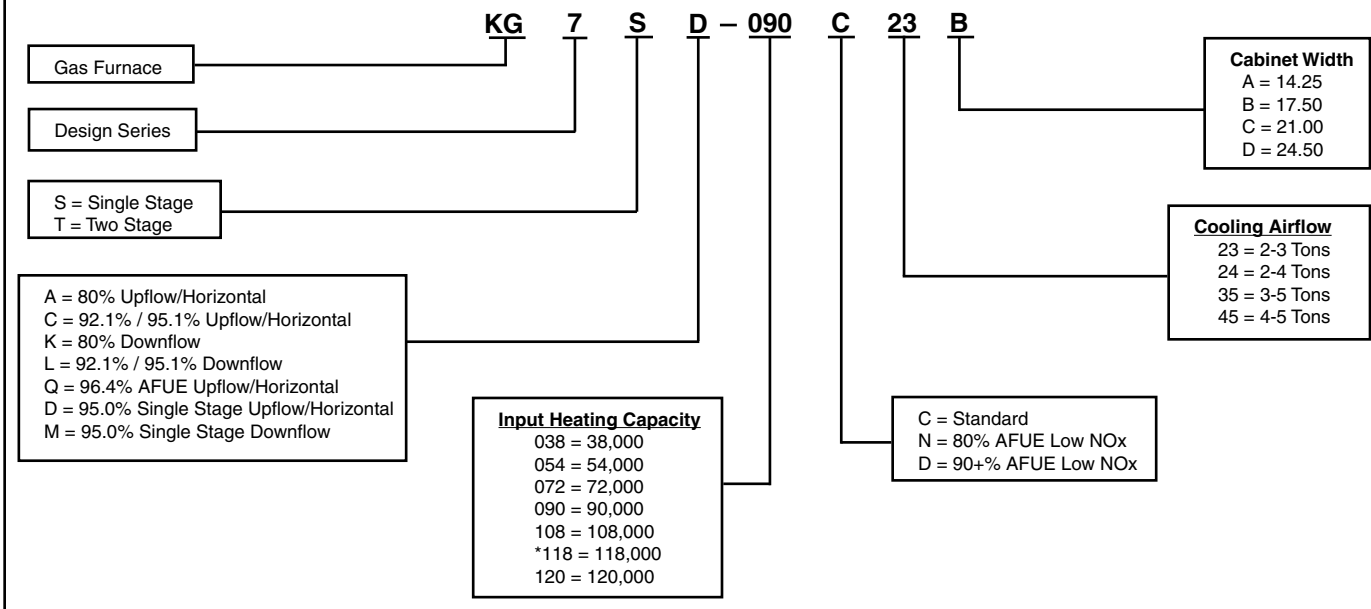 KG 7 S D – 090 C 23 B
Gas Furnace
Design Series
S = Single Stage
T = Two Stage
A = 80% Upflow/Horizontal
C = 92.1% / 95.1% Upflow/Horizontal
K = 80% Downflow
L = 92.1% / 95.1% Downflow
Q = 96.4% AFUE Upflow/Horizontal
D = 95.0% Single Stage Upflow/Horizontal
M = 95.0% Single Stage Downflow
Input Heating Capacity
038 = 38,000
054 = 54,000
072 = 72,000
090 = 90,000
108 = 108,000
*118 = 118,000
120 = 120,000
C = Standard
N = 80% AFUE Low NOx
D = 90+% AFUE Low NOx
Cooling Airflow
23 = 2-3 Tons
24 = 2-4 Tons
35 = 3-5 Tons
45 = 4-5 Tons
Cabinet Width
A = 14.25
B = 17.50
C = 21.00
D = 24.50